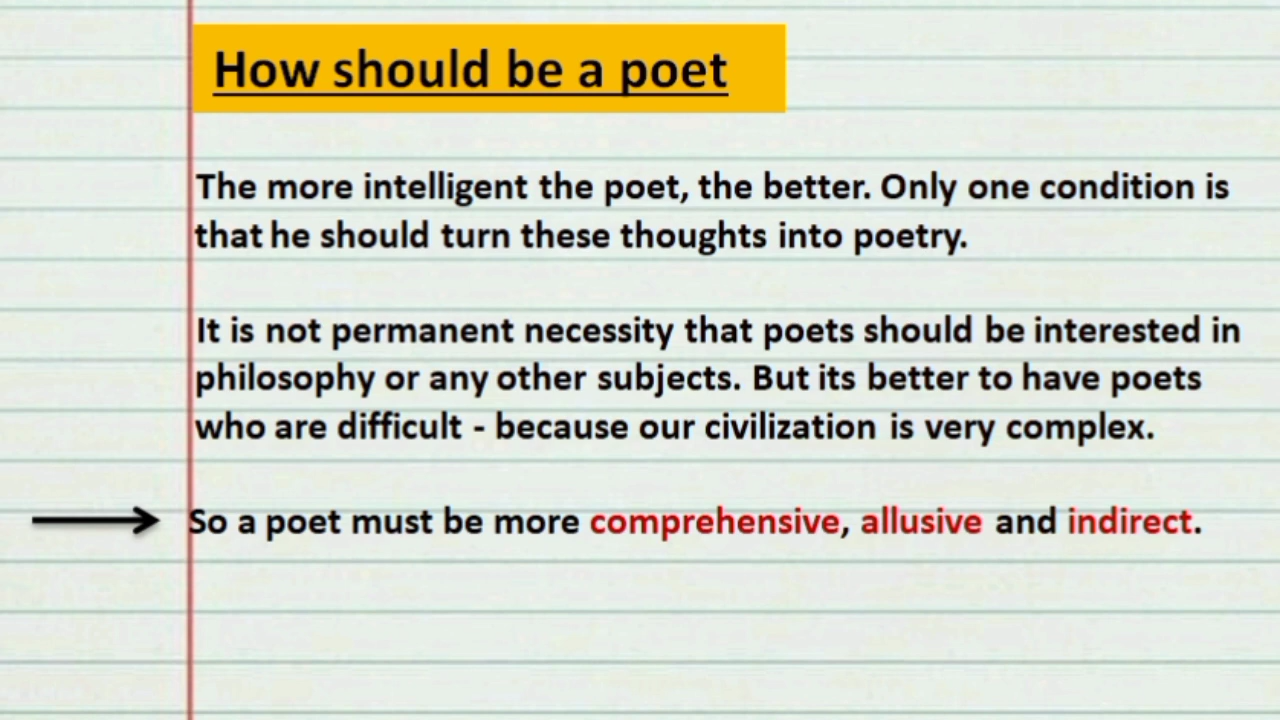 How should be a poet
The more intelligent the poet, the better. Only one condition is
that he should turn these thoughts into poetry.
It is not permanent necessity that poets should be interested in
philosophy or any other subjects. But its better to have poets
who are difficult - because our civilization is very complex.
So a poet must be more comprehensive, allusive and indirect.